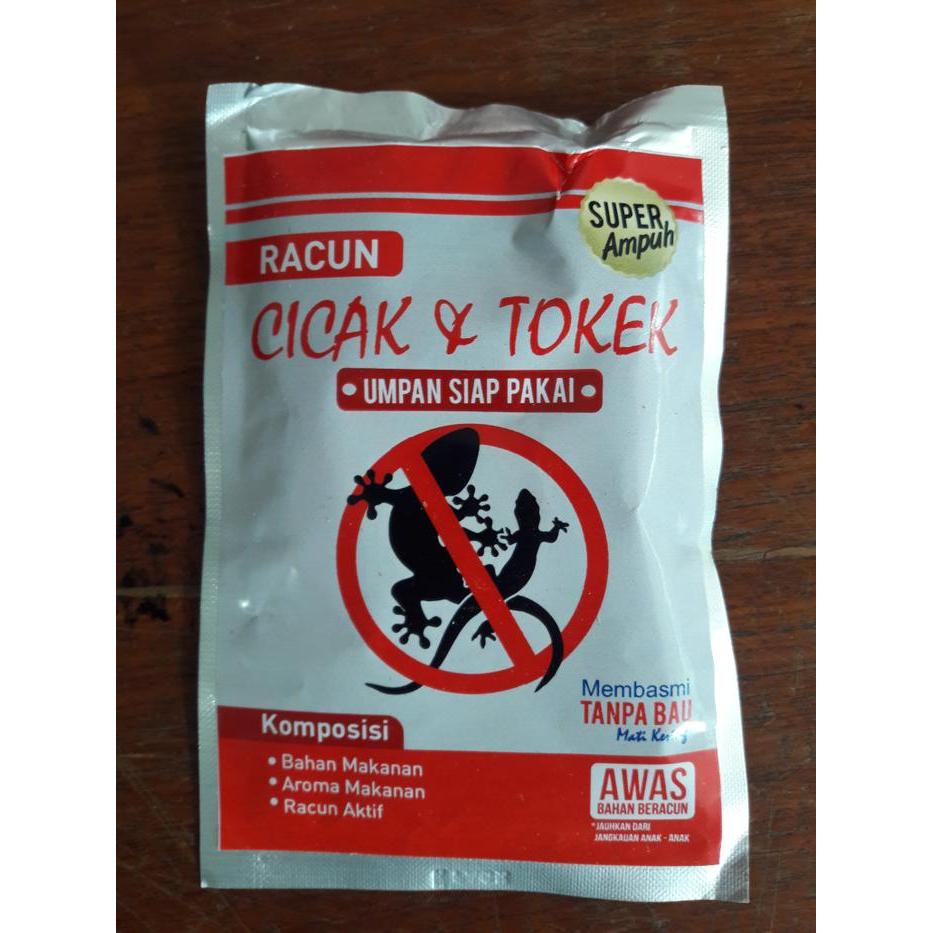 SUPER
Ampuh
RACUN
CICAK & TOKEK
• UMPAN SIAP PAKAI •
Membasmi
TANPA BAU
Mati
Komposisi
• Bahan Makanan
• Aroma Makanan
• Racun Aktif
AWAS
BAHAN BERACUN
*JAUHKAN DARI
JANGKAUAN ANAK - ANAK